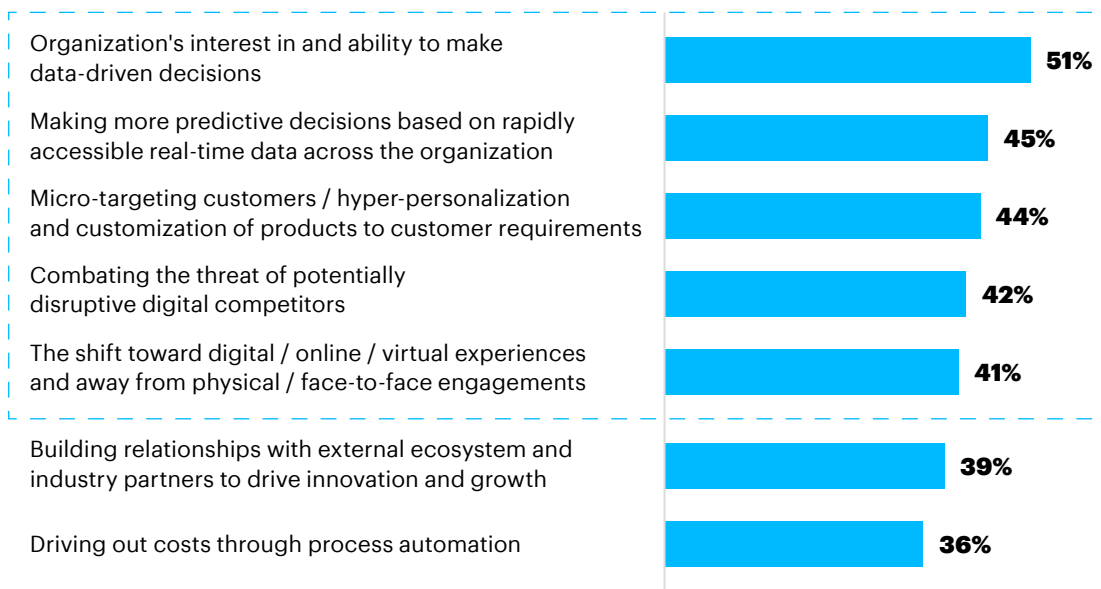 Organization's interest in and ability to make
data-driven decisions
51%
Making more predictive decisions based on rapidly
accessible real-time data across the organization
45%
Micro-targeting customers / hyper-personalization
and customization of products to customer requirements
44%
Combating the threat of potentially
disruptive digital competitors
42%
The shift toward digital / online / virtual experiences
and away from physical / face-to-face engagements
41%
Building relationships with external ecosystem and
industry partners to drive innovation and growth
39%
Driving out costs through process automation
36%